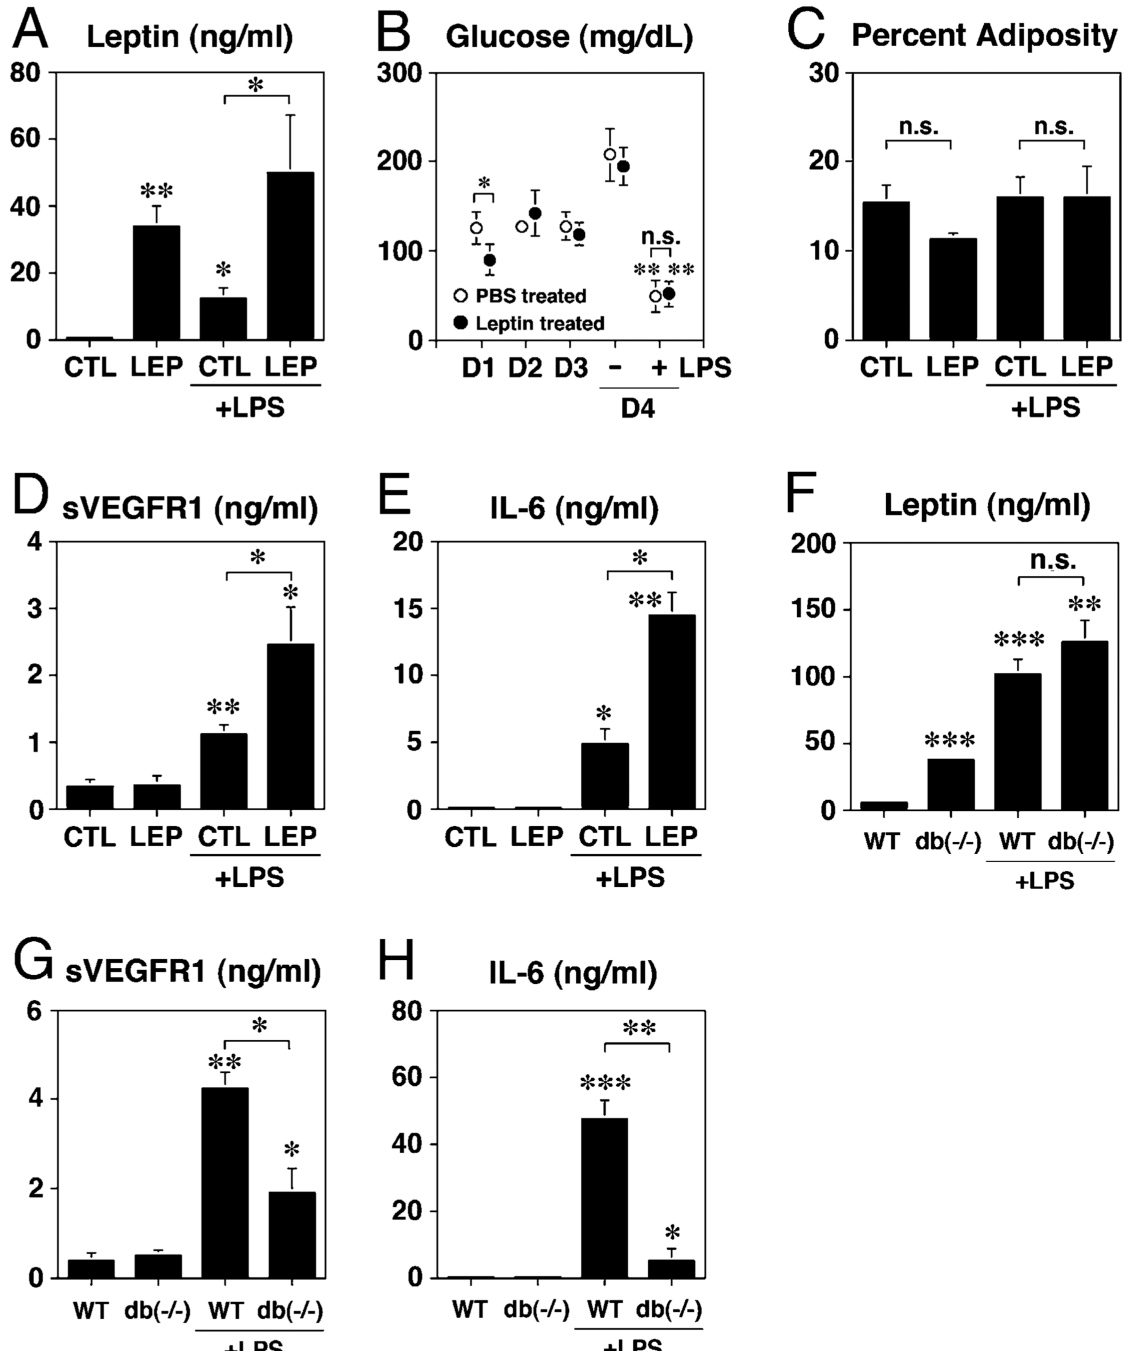 A Leptin (ng/ml)
80
60
40
20
0
*
**
*
CTL LEP CTL LEP
+LPS
B Glucose (mg/dL)
300
200
100
0
*
n.s.
** **
PBS treated
Leptin treated
D1 D2 D3 - + LPS
D4
C Percent Adiposity
30
20
10
0
n.s. n.s.
CTL LEP CTL LEP
+LPS
D sVEGFR1 (ng/ml)
4
3
2
1
0
*
*
**
CTL LEP CTL LEP
+LPS
E IL-6 (ng/ml)
20
15
10
5
0
*
**
*
CTL LEP CTL LEP
+LPS
F Leptin (ng/ml)
200
150
100
50
0
n.s.
**
***
***
WT db(-/-) WT db(-/-)
+LPS
G sVEGFR1 (ng/ml)
6
4
2
0
*
**
*
WT db(-/-) WT db(-/-)
+LPS
H IL-6 (ng/ml)
80
60
40
20
0
**
***
*
WT db(-/-) WT db(-/-)
+LPS